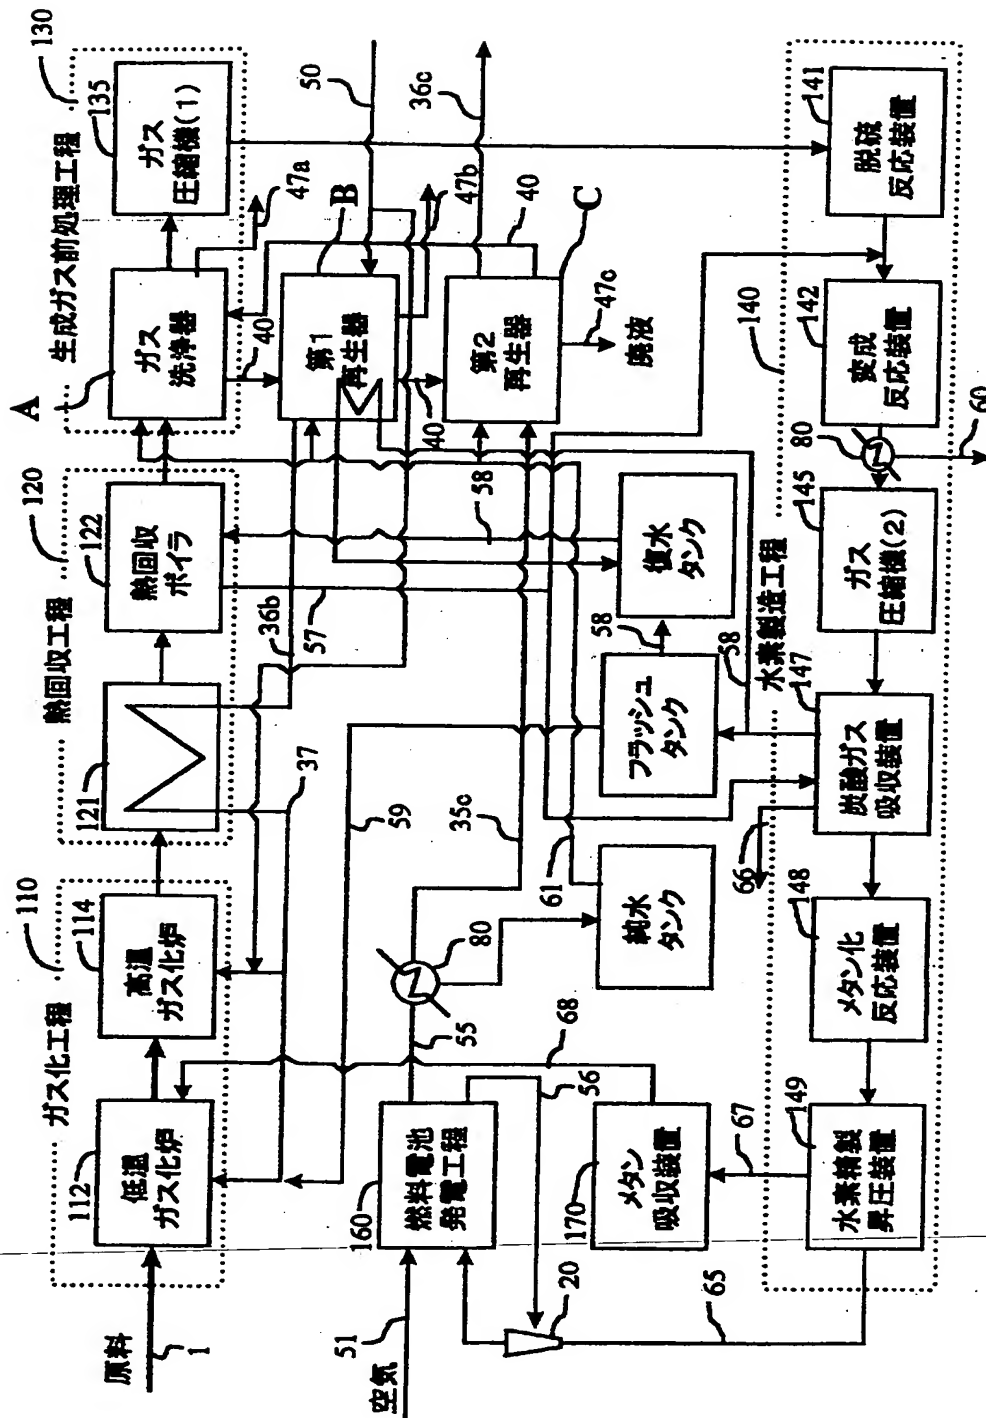 ガス化工程
110
熱回収工程
120
生成ガス前処理工程
130
原料
1
112
低温
ガス化炉
114
高温
ガス化炉
121
122
熱回収
ボイラ
A
ガス
洗浄器
135
ガス
圧縮機(1)
37
36b
57
40
47a
50
第1
再生器
B
47b
40
36c
59
58
40
第2
再生器
C
47c
廃液
空気
51
160
燃料電池
発電工程
55
80
35c
68
56
61
純水
タンク
フラッシュ
タンク
58
復水
タンク
58
20
170
メタン
吸収装置
67
66
65
水素製造工程
140
149
水素精製
昇圧装置
148
メタン化
反応装置
147
炭酸ガス
吸収装置
145
ガス
圧縮機(2)
80
60
142
変成
反応装置
141
脱硫
反応装置